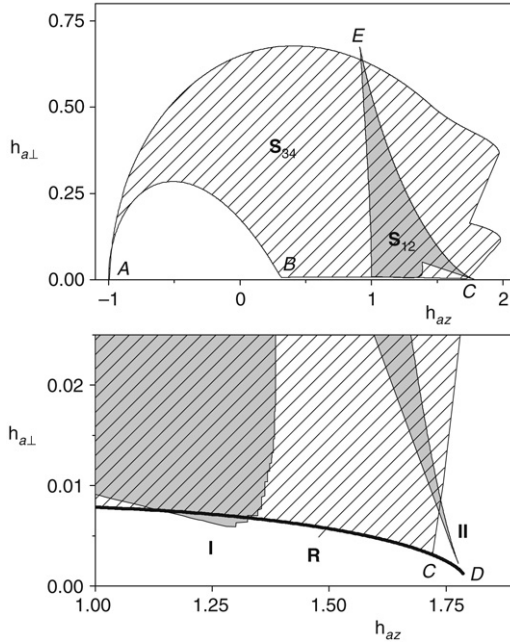 0.75
E
0.50
h_{a⊥}
S_{34}
0.25
S_{12}
A
B
C
0.00
−1
0
1
2
h_{az}
0.02
h_{a⊥}
0.01
I
R
II
C
D
0.00
1.00
1.25
1.50
1.75
h_{az}